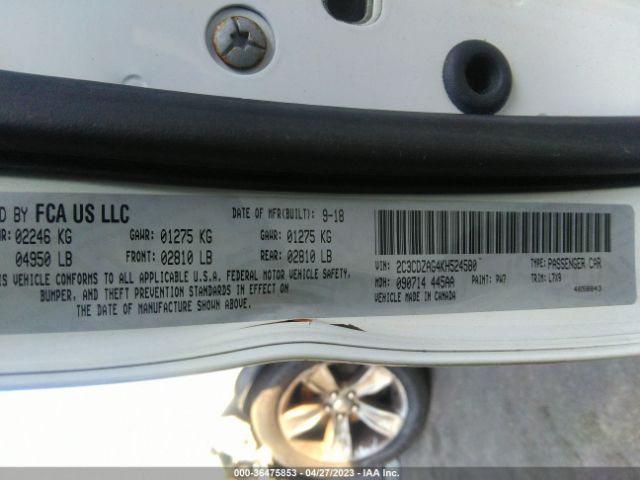 D BY FCA US LLC
DATE OF MFR(BUILT): 9-18
R: 02246 KG GAWR: 01275 KG GAWR: 01275 KG
04950 LB FRONT: 02810 LB REAR: 02810 LB
IS VEHICLE CONFORMS TO ALL APPLICABLE U.S.A. FEDERAL MOTOR VEHICLE SAFETY,
BUMPER, AND THEFT PREVENTION STANDARDS IN EFFECT ON
THE DATE OF MANUFACTURE SHOWN ABOVE.
VIN: 2C3CDZAG4KH524580 TYPE: PASSENGER CAR
MDH: 090714 445AA PAINT: PW7 TRIM: L7X9
VEHICLE MADE IN CANADA
000-36475853 - 04/27/2023 - IAA Inc.